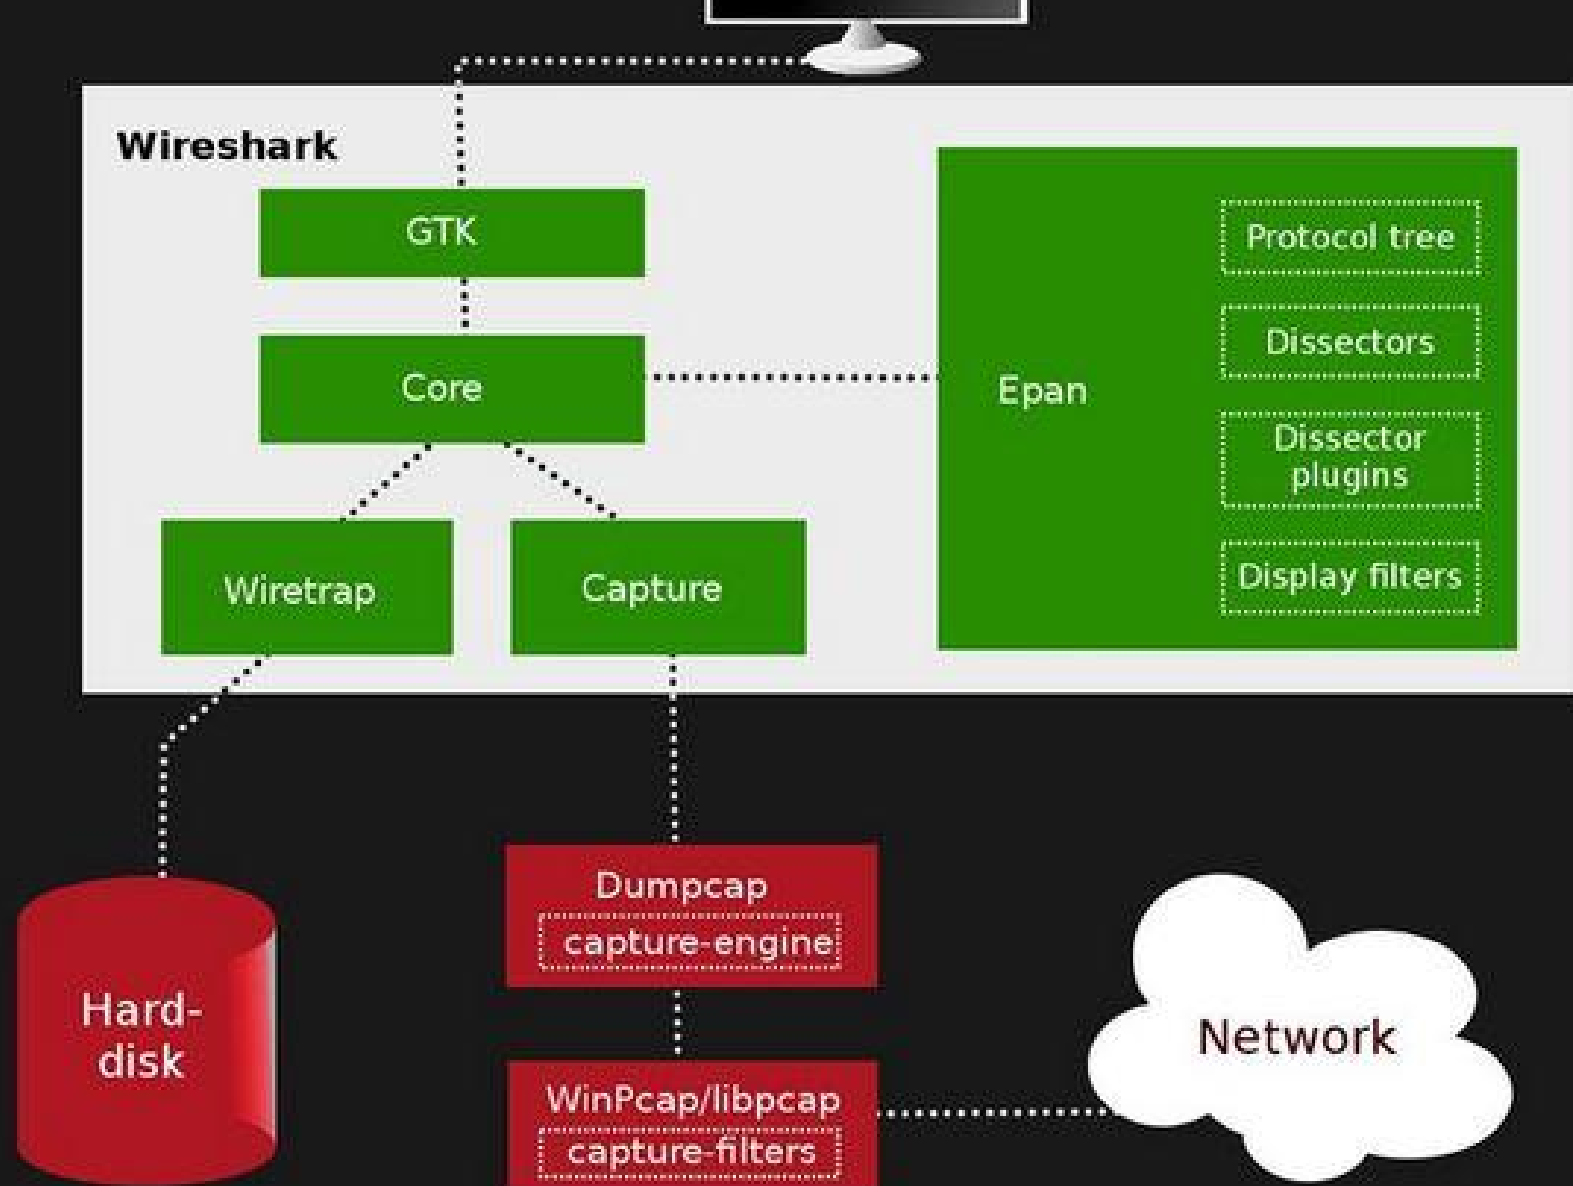 Wireshark
GTK
Core
Wiretrap
Capture
Epan
Protocol tree
Dissectors
Dissector
plugins
Display filters
Hard-
disk
Dumpcap
capture-engine
WinPcap/libpcap
capture-filters
Network